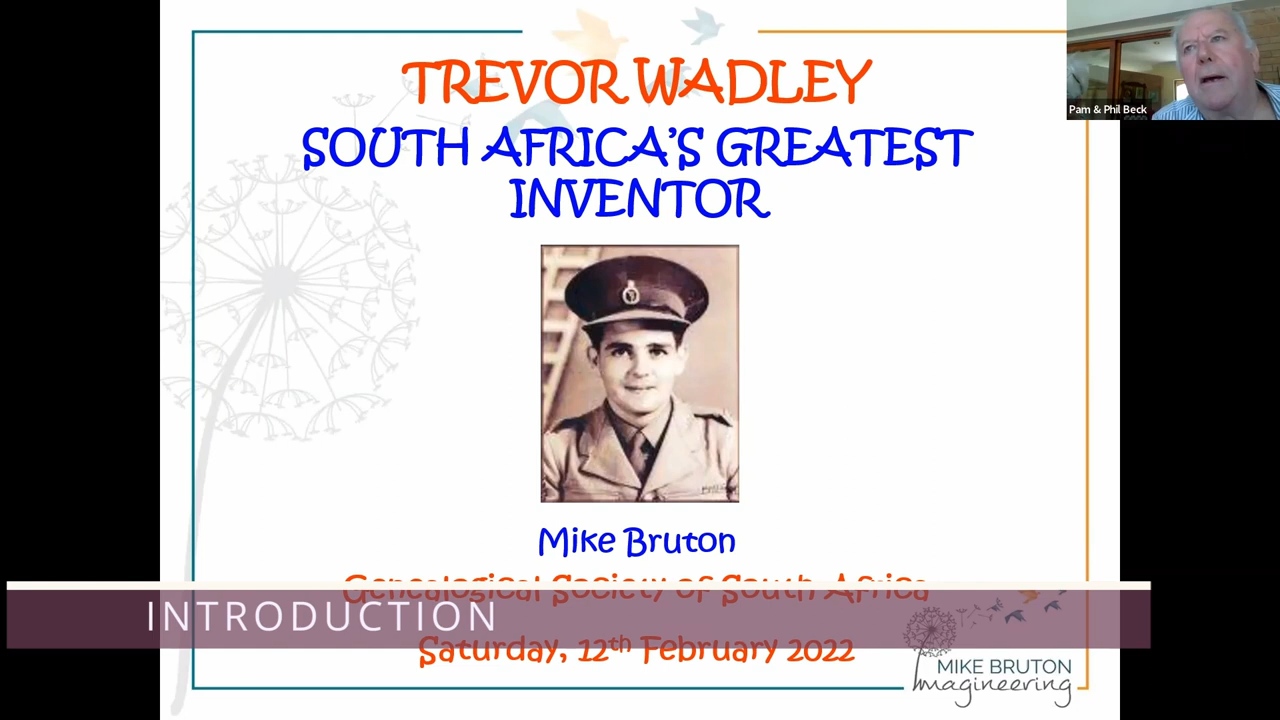 TREVOR WADLEY
SOUTH AFRICA'S GREATEST
INVENTOR
Pam & Phil Beck
Mike Bruton
Genealogical Society of South Africa
INTRODUCTION
Saturday, 12th February 2022
MIKE BRUTON
Imagineering